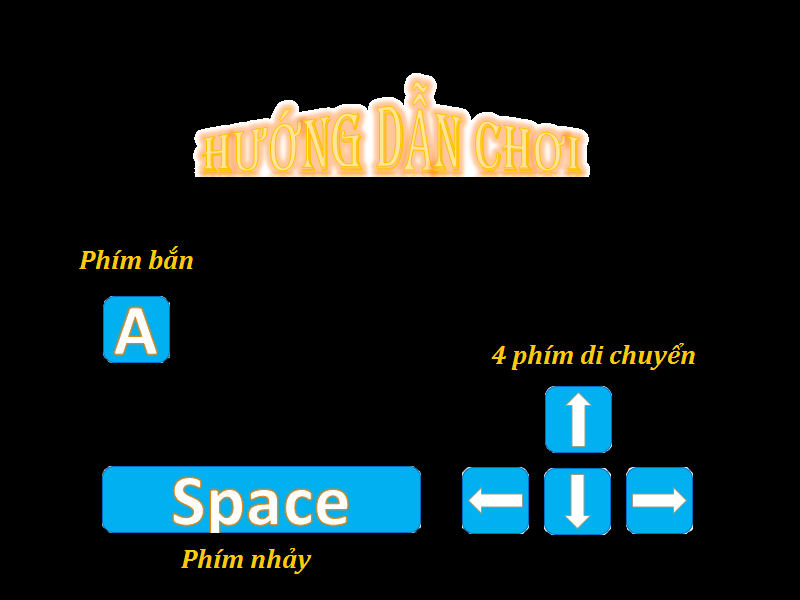 HƯỚNG DẪN CHƠI
Phím bắn
A
4 phím di chuyển
Space
Phím nhảy